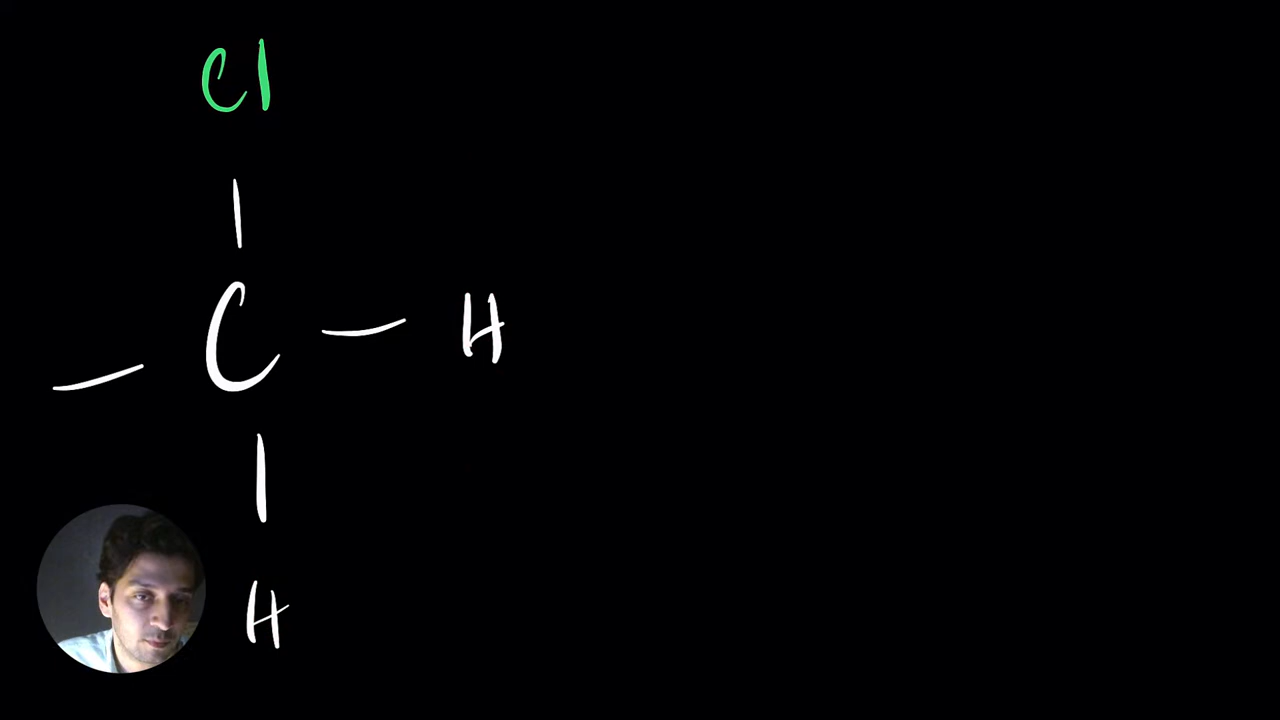 Cl
|
— C — H
|
H